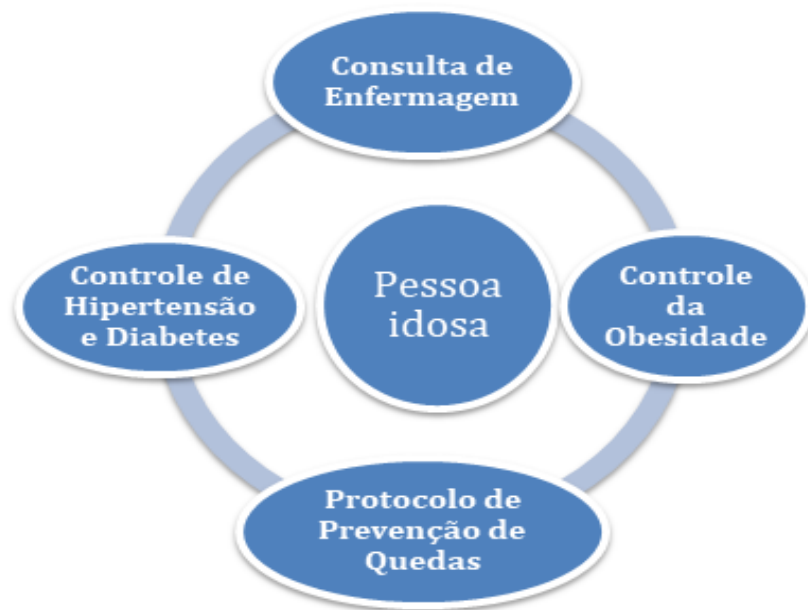 Consulta de
Enfermagem
Controle de
Hipertensão
e Diabetes
Pessoa
idosa
Controle
da
Obesidade
Protocolo de
Prevenção de
Quedas